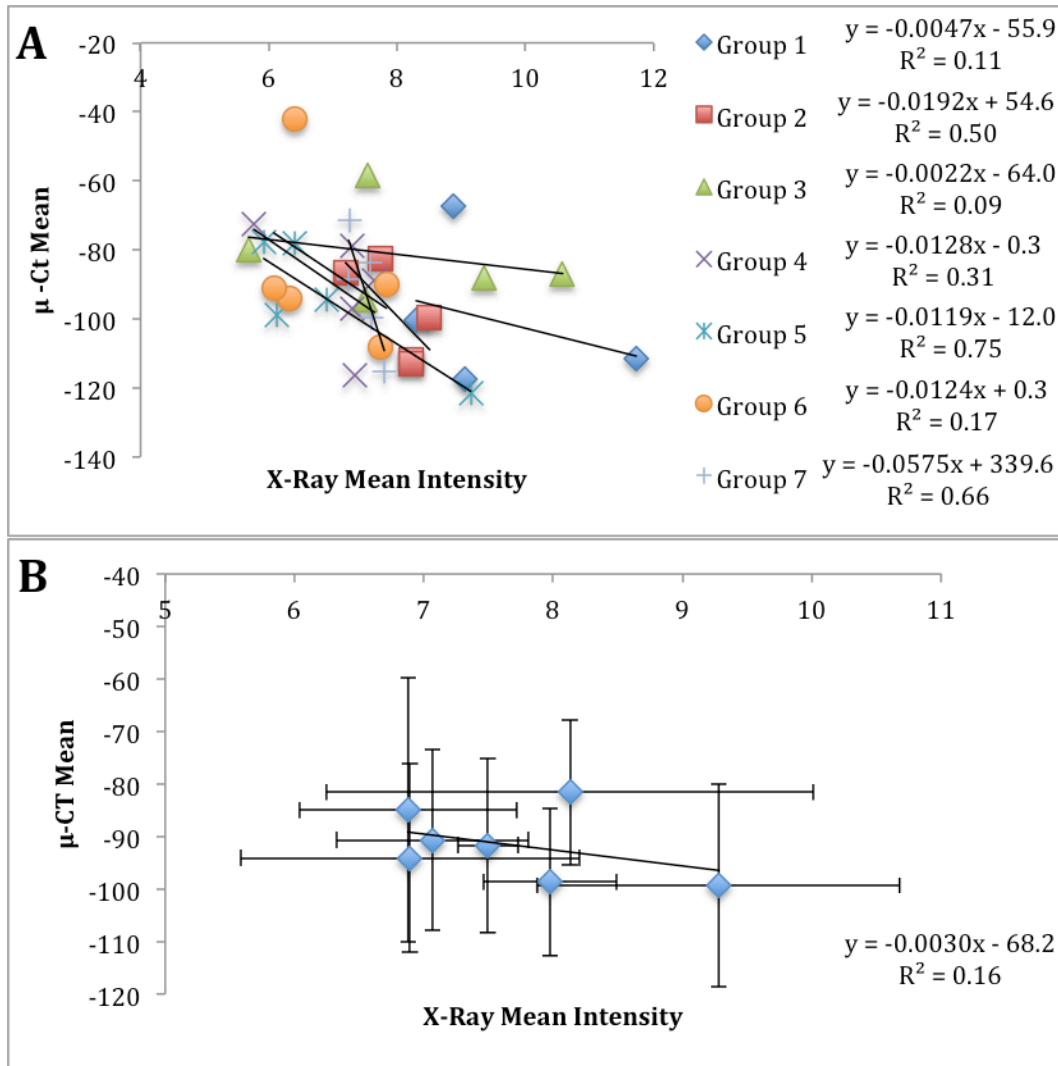 A
-20
4
6
8
10
12
-40
-60
-80
-100
-120
-140
μ -Ct Mean
X-Ray Mean Intensity
Group 1
y = -0.0047x - 55.9
R² = 0.11
Group 2
y = -0.0192x + 54.6
R² = 0.50
Group 3
y = -0.0022x - 64.0
R² = 0.09
Group 4
y = -0.0128x - 0.3
R² = 0.31
Group 5
y = -0.0119x - 12.0
R² = 0.75
Group 6
y = -0.0124x + 0.3
R² = 0.17
Group 7
y = -0.0575x + 339.6
R² = 0.66
B
-40
5
6
7
8
9
10
11
-50
-60
-70
-80
-90
-100
-110
-120
μ-CT Mean
y = -0.0030x - 68.2
R² = 0.16
X-Ray Mean Intensity